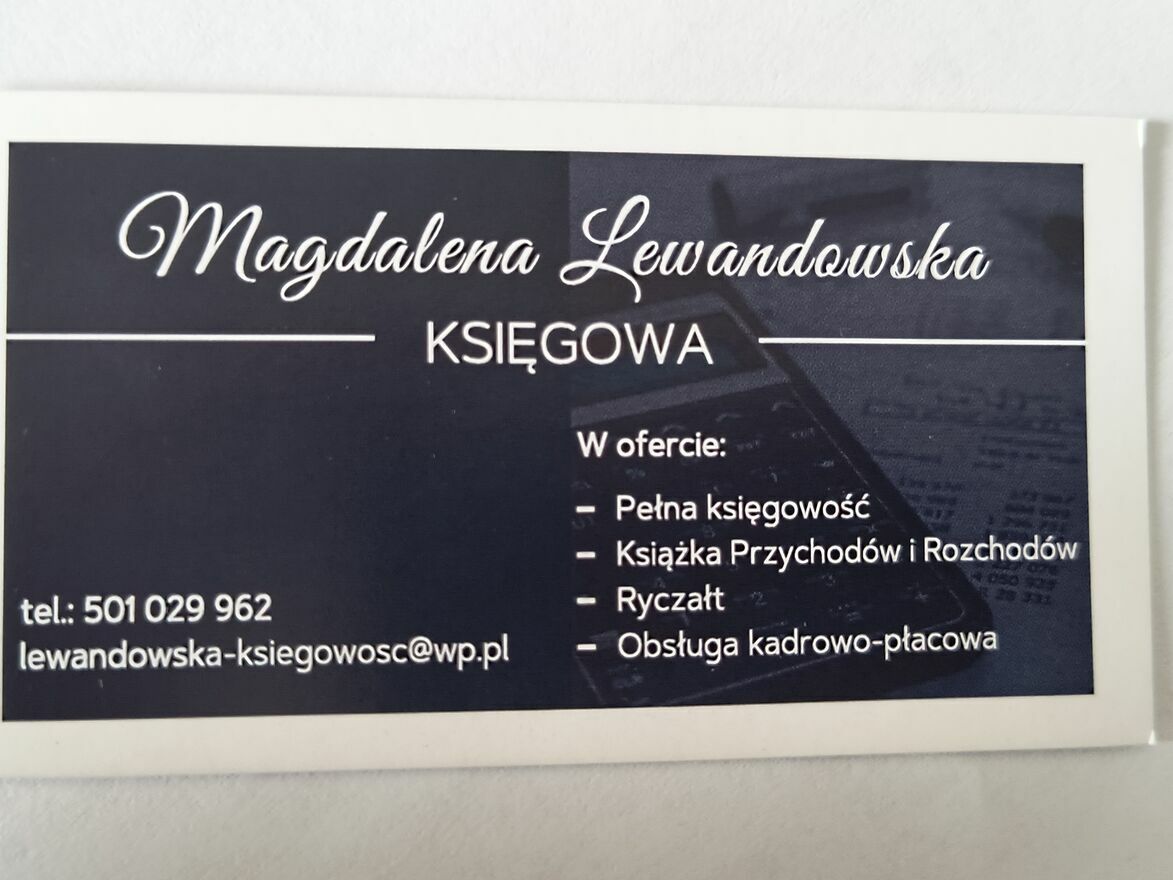 Magdalena Lewandowska
KSIĘGOWA
W ofercie:
– Pełna księgowość
– Książka Przychodów i Rozchodów
– Ryczałt
– Obsługa kadrowo-płacowa
tel.: 501 029 962
lewandowska-ksiegowosc@wp.pl